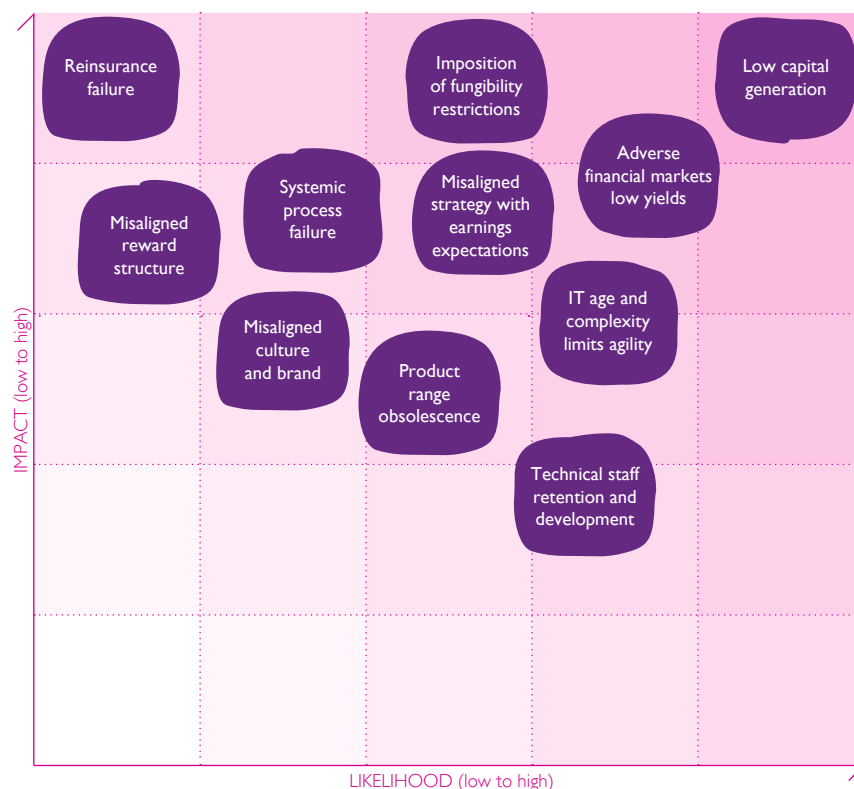 Reinsurance
failure
Imposition
of fungibility
restrictions
Low capital
generation
Adverse
financial markets
low yields
Systemic
process
failure
Misaligned
strategy with
earnings
expectations
Misaligned
reward
structure
IT age and
complexity
limits agility
Misaligned
culture
and brand
Product
range
obsolescence
Technical staff
retention and
development
IMPACT (low to high)
LIKELIHOOD (low to high)